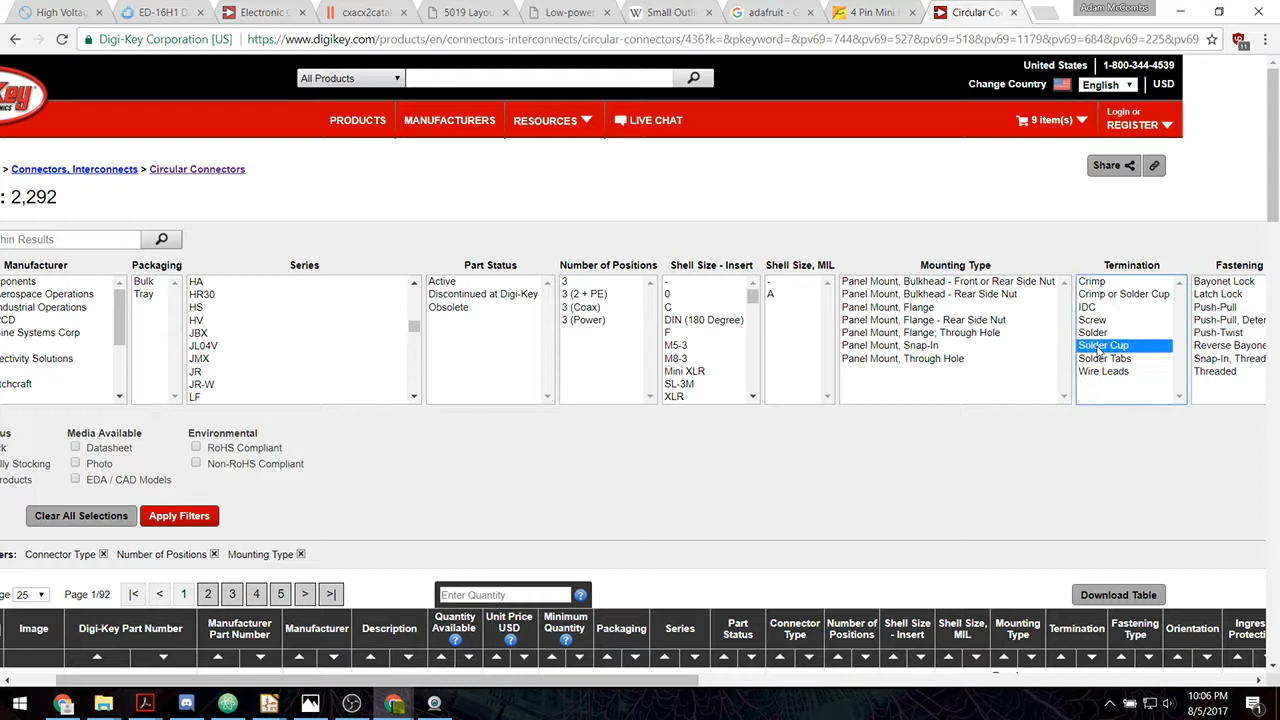 High Voltag
ED-16H1 D
Electronic C
cxacx2catal
5019 Layou
Low-power
Small Outli
adafruit - G
4 Pin Mini
Circular Co
Adam McCombs
Digi-Key Corporation [US]
https://www.digikey.com/products/en/connectors-interconnects/circular-connectors/436?k=&pkeyword=&pv69=744&pv69=527&pv69=518&pv69=1179&pv69=684&pv69=225&pv69
11
United States 1-800-344-4539
Key
ONICS
All Products
Change Country English USD
PRODUCTS MANUFACTURERS RESOURCES LIVE CHAT 9 item(s)
Login or
REGISTER
> Connectors, Interconnects > Circular Connectors
Share
: 2,292
hin Results
Manufacturer
ponents
Aerospace Operations
ndustrial Operations
PCD
ine Systems Corp
ectivity Solutions
itchcraft
Packaging
Bulk
Tray
Series
HA
HR30
HS
HV
JBX
JL04V
JMX
JR
JR-W
LF
Part Status
Active
Discontinued at Digi-Key
Obsolete
Number of Positions
3
3 (2 + PE)
3 (Coax)
3 (Power)
Shell Size - Insert
-
0
C
DIN (180 Degree)
F
M5-3
M8-3
Mini XLR
SL-3M
XLR
Shell Size, MIL
-
A
Mounting Type
Panel Mount, Bulkhead - Front or Rear Side Nut
Panel Mount, Bulkhead - Rear Side Nut
Panel Mount, Flange
Panel Mount, Flange - Rear Side Nut
Panel Mount, Flange; Through Hole
Panel Mount, Snap-In
Panel Mount, Through Hole
Termination
Crimp
Crimp or Solder Cup
IDC
Screw
Solder
Solder Cup
Solder Tabs
Wire Leads
Fastening
Bayonet Lock
Latch Lock
Push-Pull
Push-Pull, Deten
Push-Twist
Reverse Bayone
Snap-In, Thread
Threaded
tus
ck
lly Stocking
roducts
Media Available
Datasheet
Photo
EDA / CAD Models
Environmental
RoHS Compliant
Non-RoHS Compliant
Clear All Selections Apply Filters
ers: Connector Type Number of Positions Mounting Type
ge 25 Page 1/92 |< < 1 2 3 4 5 > >| Enter Quantity Download Table
Image
Digi-Key Part Number
Manufacturer
Part Number
Manufacturer
Description
Quantity
Available
Unit Price
USD
Minimum
Quantity
Packaging
Series
Part
Status
Connector
Type
Number of
Positions
Shell Size
- Insert
Shell Size,
MIL
Mounting
Type
Termination
Fastening
Type
Orientation
Ingres
Protecti
10:06 PM
8/5/2017
1